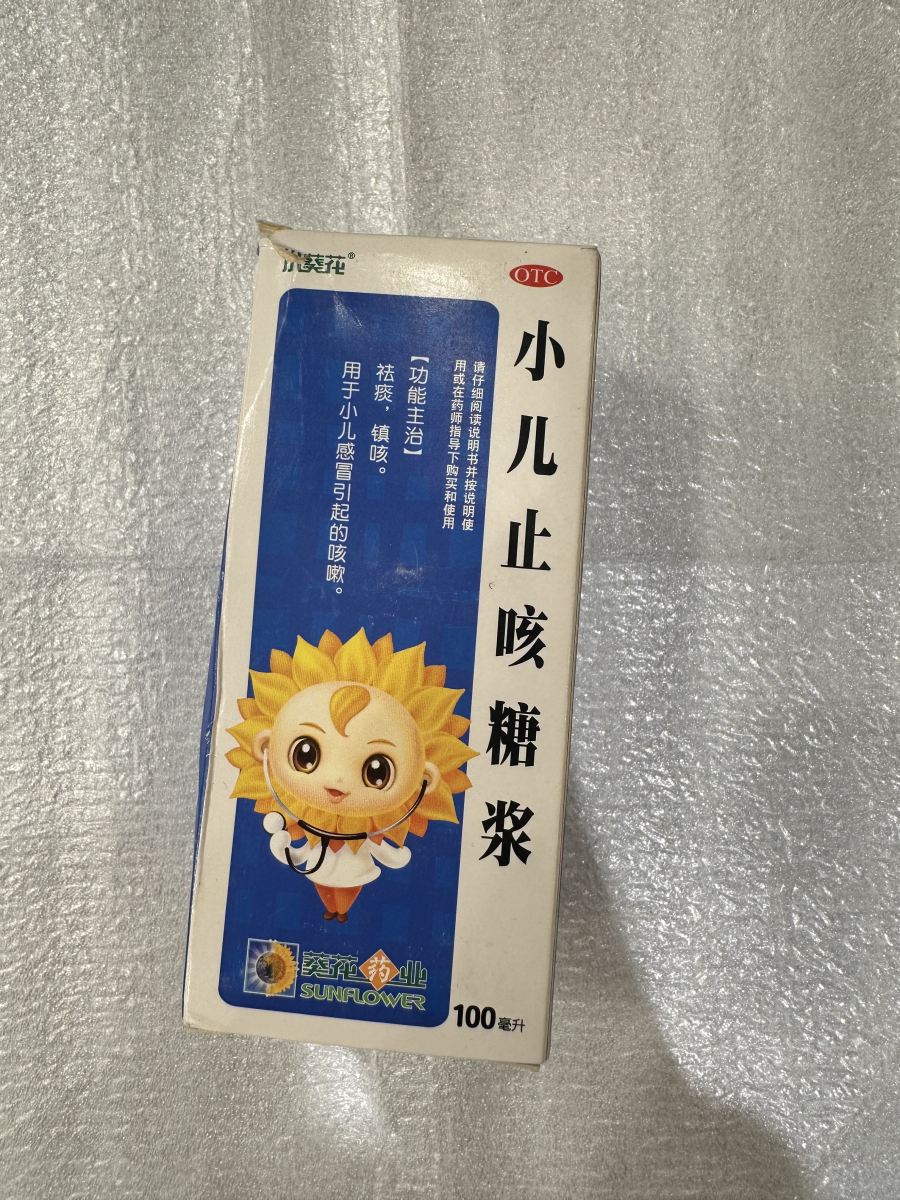 葵花®
OTC
小儿止咳糖浆
请仔细阅读说明书并按说明使
用或在药师指导下购买和使用
【功能主治】
祛痰，镇咳。
用于小儿感冒引起的咳嗽。
葵花药业
SUNFLOWER
100毫升